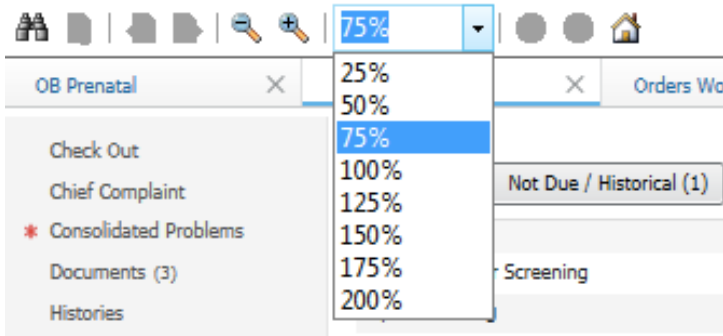 75%
OB Prenatal
Orders Wo
25%
50%
75%
100%
125%
150%
175%
200%
Check Out
Chief Complaint
* Consolidated Problems
Documents (3)
Histories
Not Due / Historical (1)
Screening